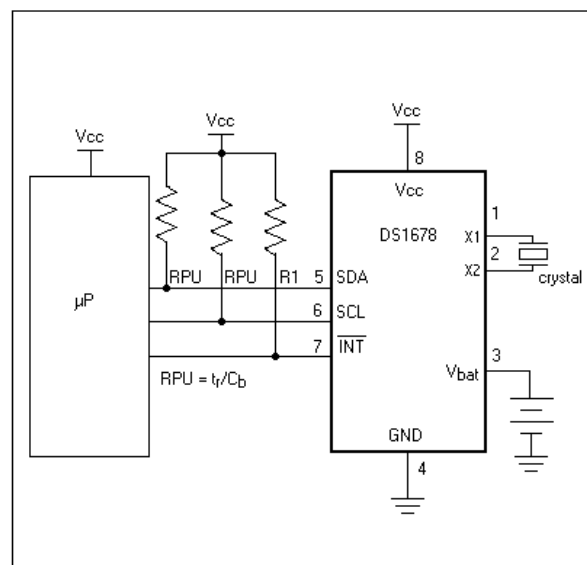 Vcc
Vcc
Vcc
8
Vcc
DS1678
1
X1
2
X2
crystal
µP
RPU
RPU
R1
5
SDA
6
SCL
7
INT
RPU = tr/Cb
3
Vbat
GND
4